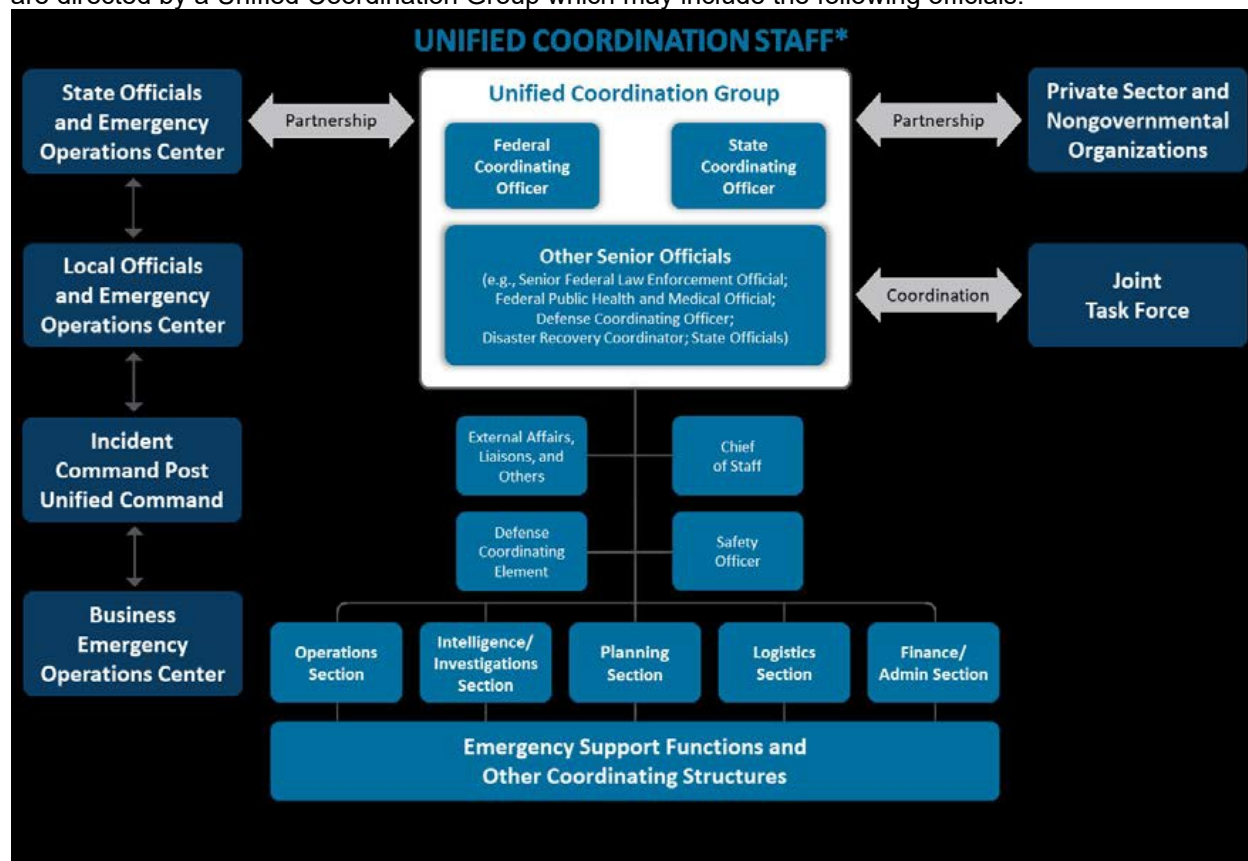 are directed by a Unified Coordination Group which may include the following officials:
UNIFIED COORDINATION STAFF*
State Officials
and Emergency
Operations Center
Partnership
Unified Coordination Group
Federal
Coordinating
Officer
State
Coordinating
Officer
Other Senior Officials
(e.g., Senior Federal Law Enforcement Official;
Federal Public Health and Medical Official;
Defense Coordinating Officer;
Disaster Recovery Coordinator; State Officials)
Partnership
Private Sector and
Nongovernmental
Organizations
Coordination
Joint
Task Force
Local Officials
and Emergency
Operations Center
Incident
Command Post
Unified Command
Business
Emergency
Operations Center
External Affairs,
Liaisons, and
Others
Chief
of Staff
Defense
Coordinating
Element
Safety
Officer
Operations
Section
Intelligence/
Investigations
Section
Planning
Section
Logistics
Section
Finance/
Admin Section
Emergency Support Functions and
Other Coordinating Structures